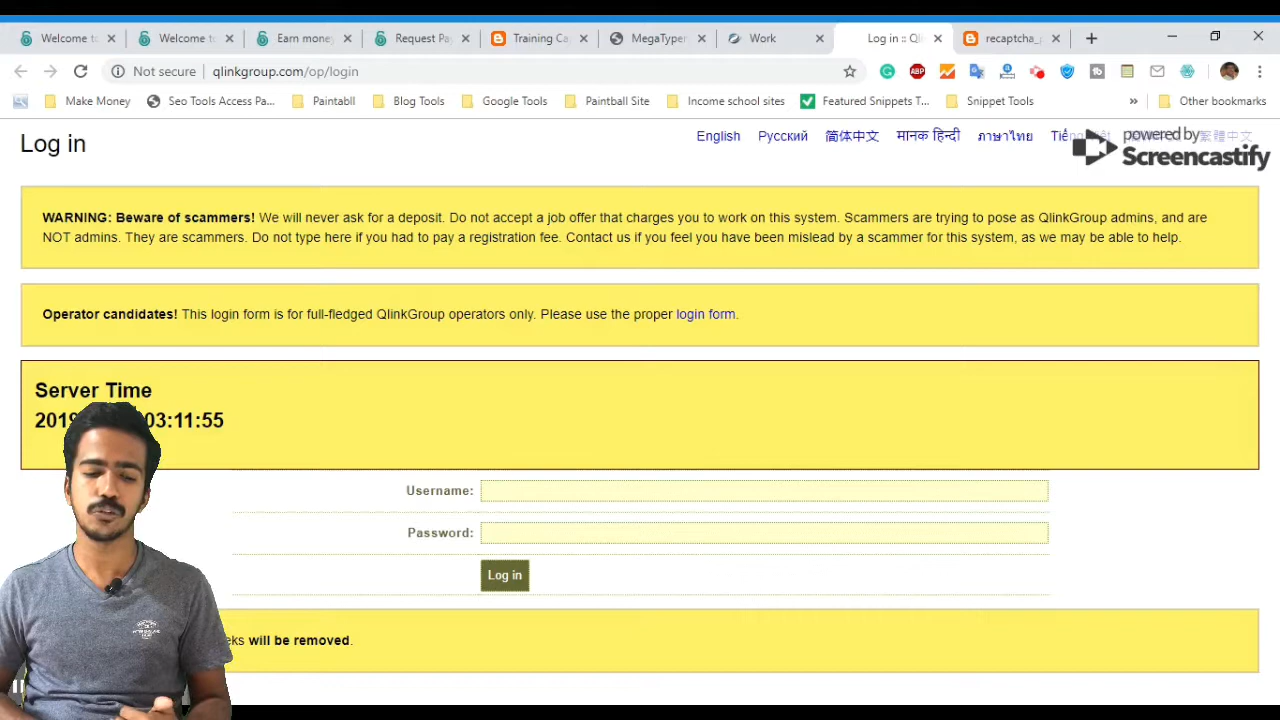 Welcome to
Welcome to
Earn money
Request Pay
Training Ca
MegaTyper
Work
Log in :: Ql
recaptcha_
Not secure
qlinkgroup.com/op/login
Make Money
Seo Tools Access Pa...
Paintabll
Blog Tools
Google Tools
Paintball Site
Income school sites
Featured Snippets T...
Snippet Tools
»
Other bookmarks
Log in
English Русский 简体中文 मानक हिन्दी ภาษาไทย
powered by
Screencastify
WARNING: Beware of scammers! We will never ask for a deposit. Do not accept a job offer that charges you to work on this system. Scammers are trying to pose as QlinkGroup admins, and are
NOT admins. They are scammers. Do not type here if you had to pay a registration fee. Contact us if you feel you have been mislead by a scammer for this system, as we may be able to help.
Operator candidates! This login form is for full-fledged QlinkGroup operators only. Please use the proper login form.
Server Time
2019 03:11:55
Username:
Password:
Log in
will be removed.